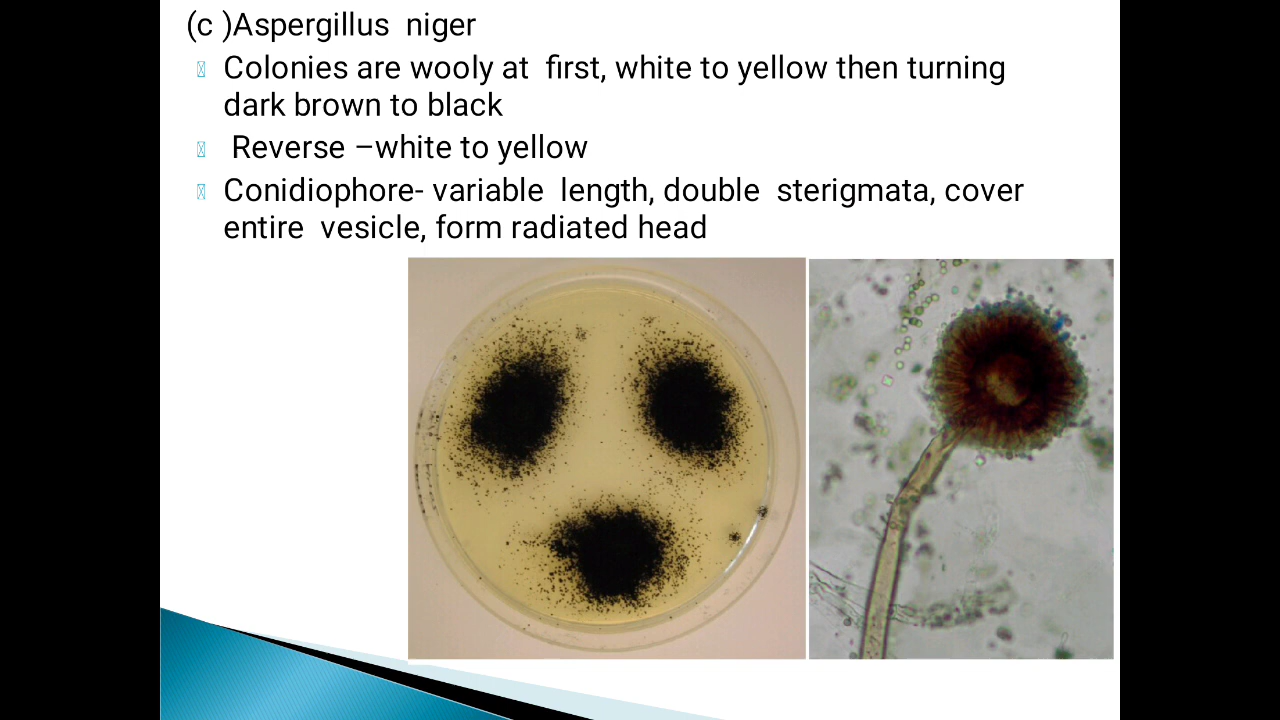 (c )Aspergillus  niger
Colonies are wooly at  first, white to yellow then turning
dark brown to black
Reverse –white to yellow
Conidiophore- variable  length, double  sterigmata, cover
entire  vesicle, form radiated head